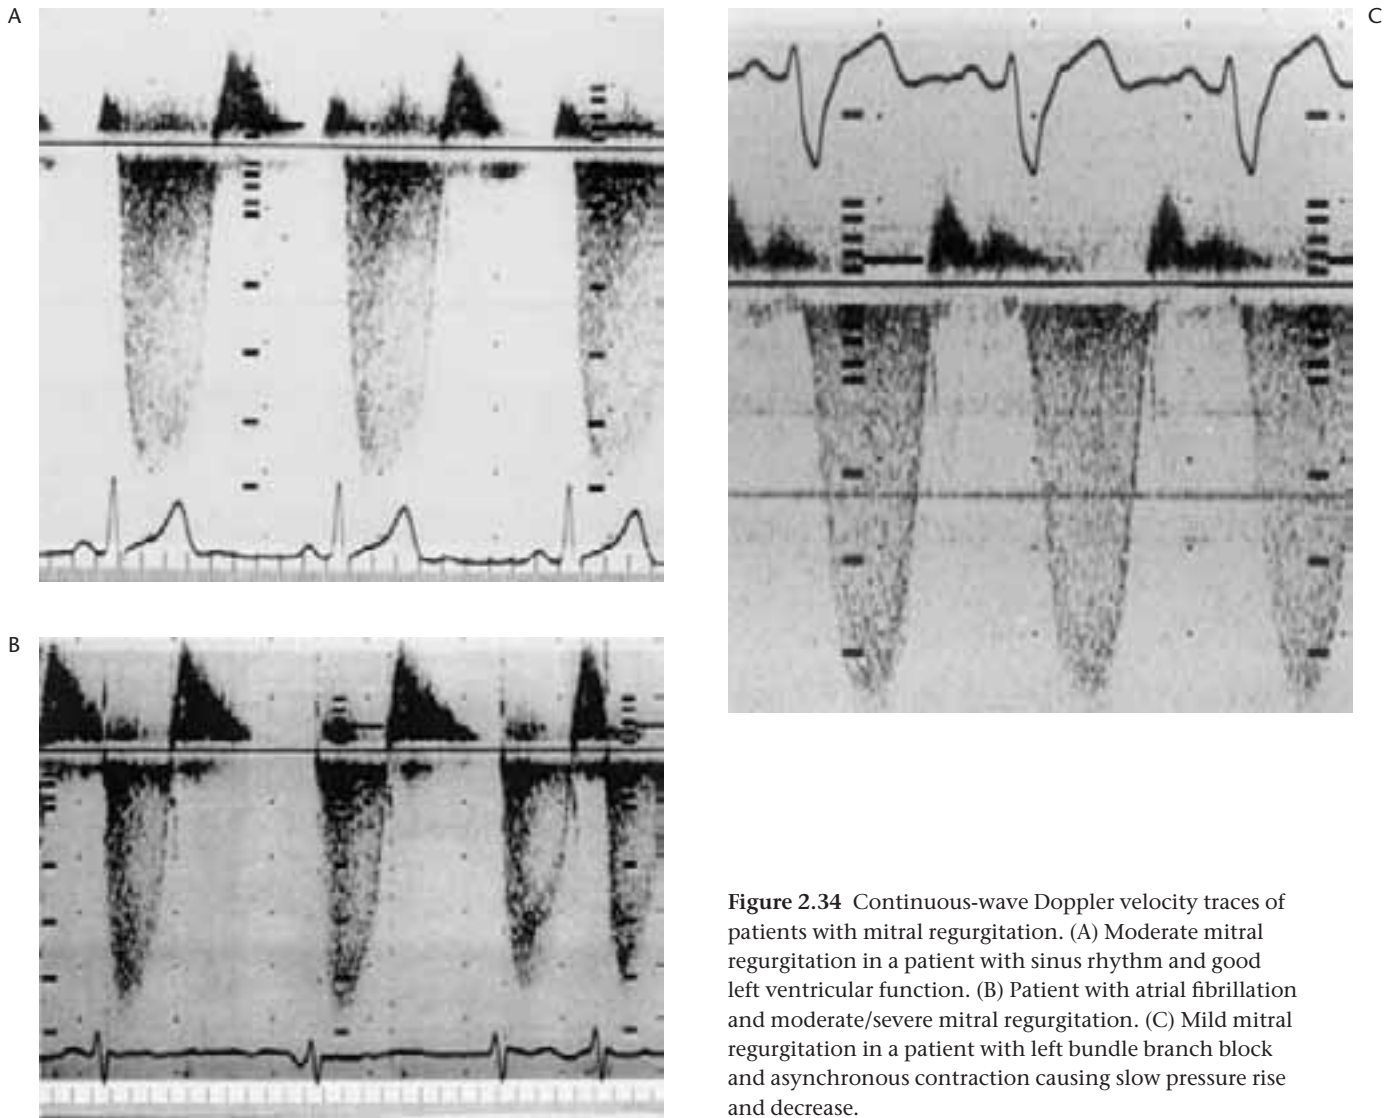 A
C
B
Figure 2.34 Continuous-wave Doppler velocity traces of
patients with mitral regurgitation. (A) Moderate mitral
regurgitation in a patient with sinus rhythm and good
left ventricular function. (B) Patient with atrial fibrillation
and moderate/severe mitral regurgitation. (C) Mild mitral
regurgitation in a patient with left bundle branch block
and asynchronous contraction causing slow pressure rise
and decrease.